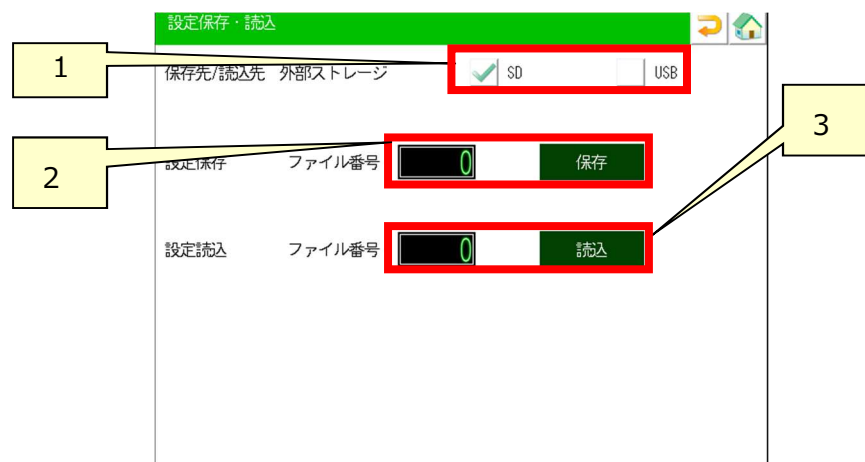 設定保存・読込
1
保存先/読込先 外部ストレージ SD USB
3
2
設定保存 ファイル番号 0 保存
設定読込 ファイル番号 0 読込